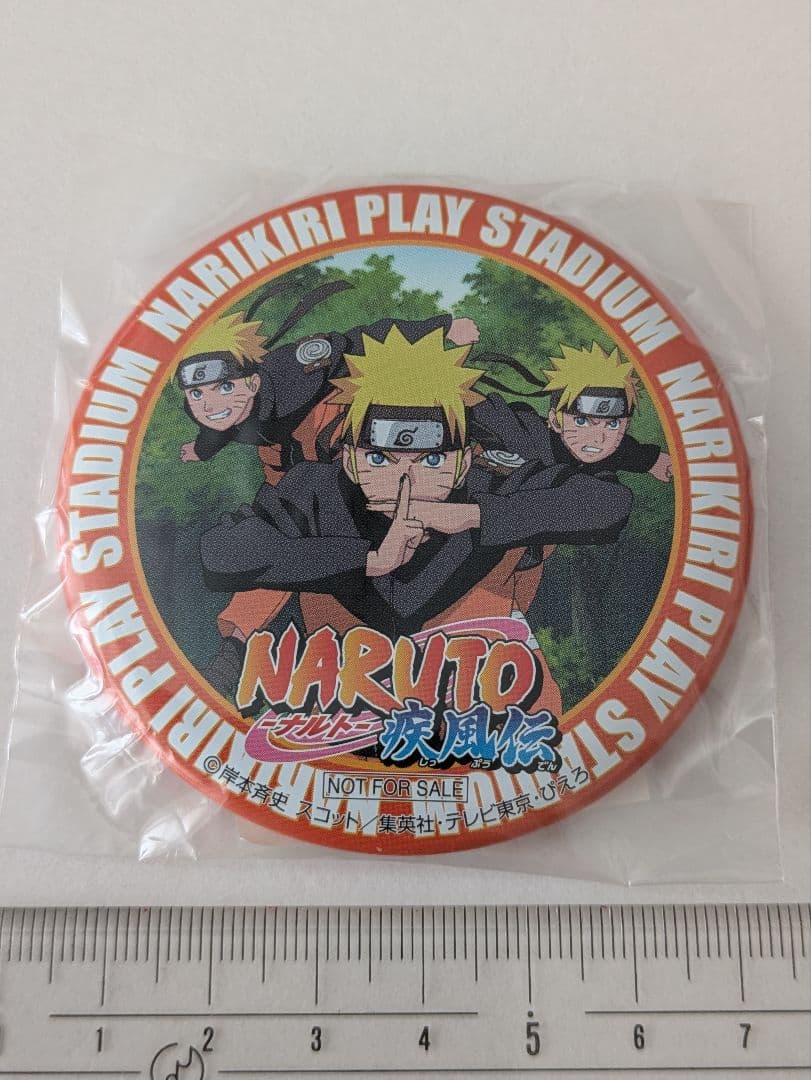 NARIKIRI PLAY STADIUM NARIKIRI PLAY STADIUM NARIKIRI PLAY STADIUM
NARUTO
-ナルト-
疾風伝
しっ ぷう でん
NOT FOR SALE
©岸本斉史 スコット/集英社・テレビ東京・ぴえろ
1 2 3 4 5 6 7